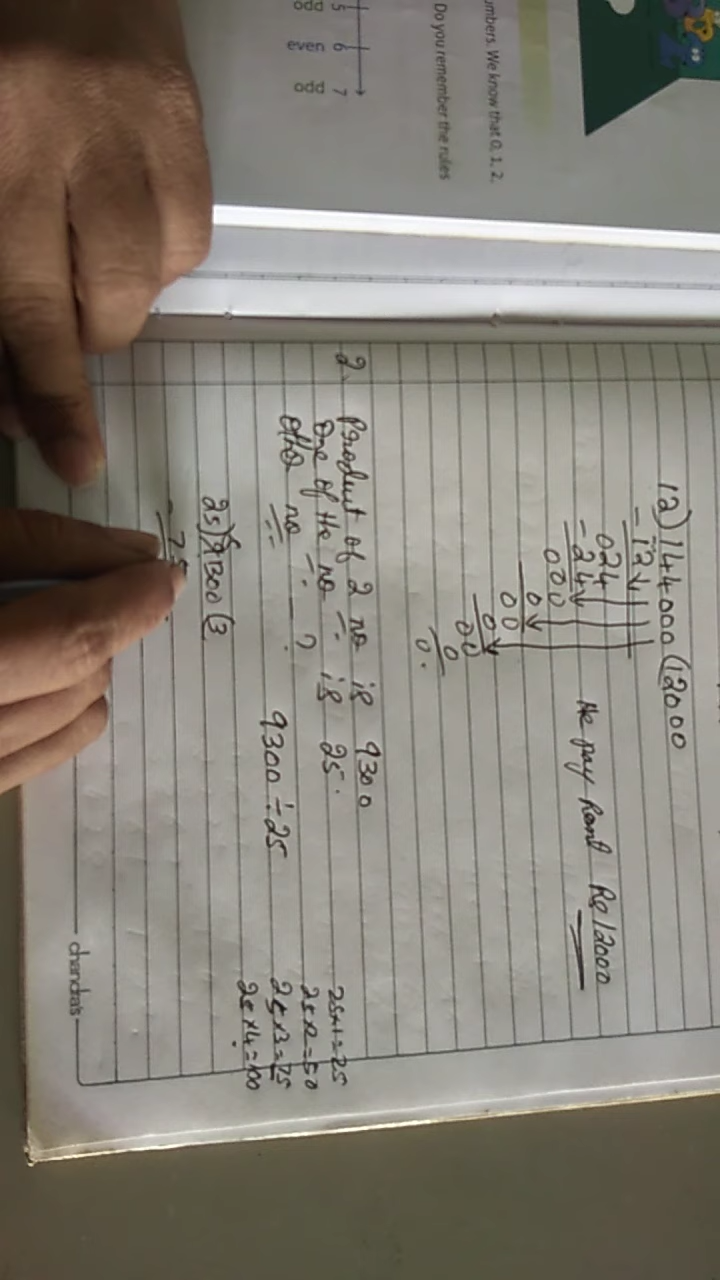 umbers. We know that 0, 1, 2,
Do you remember the rules
5 6 7
odd even odd
12)144000(12000
- 12
024
- 24
000
0
00
0
00
0
0.
He pay Rent Rs 12000
2. Product of 2 no is 9300
One of the no is 25.
Other no = - ?
9300 ÷ 25
25)9300(3
- 75
25×1=25
25×2=50
25×3=75
25×4=100
chandra's